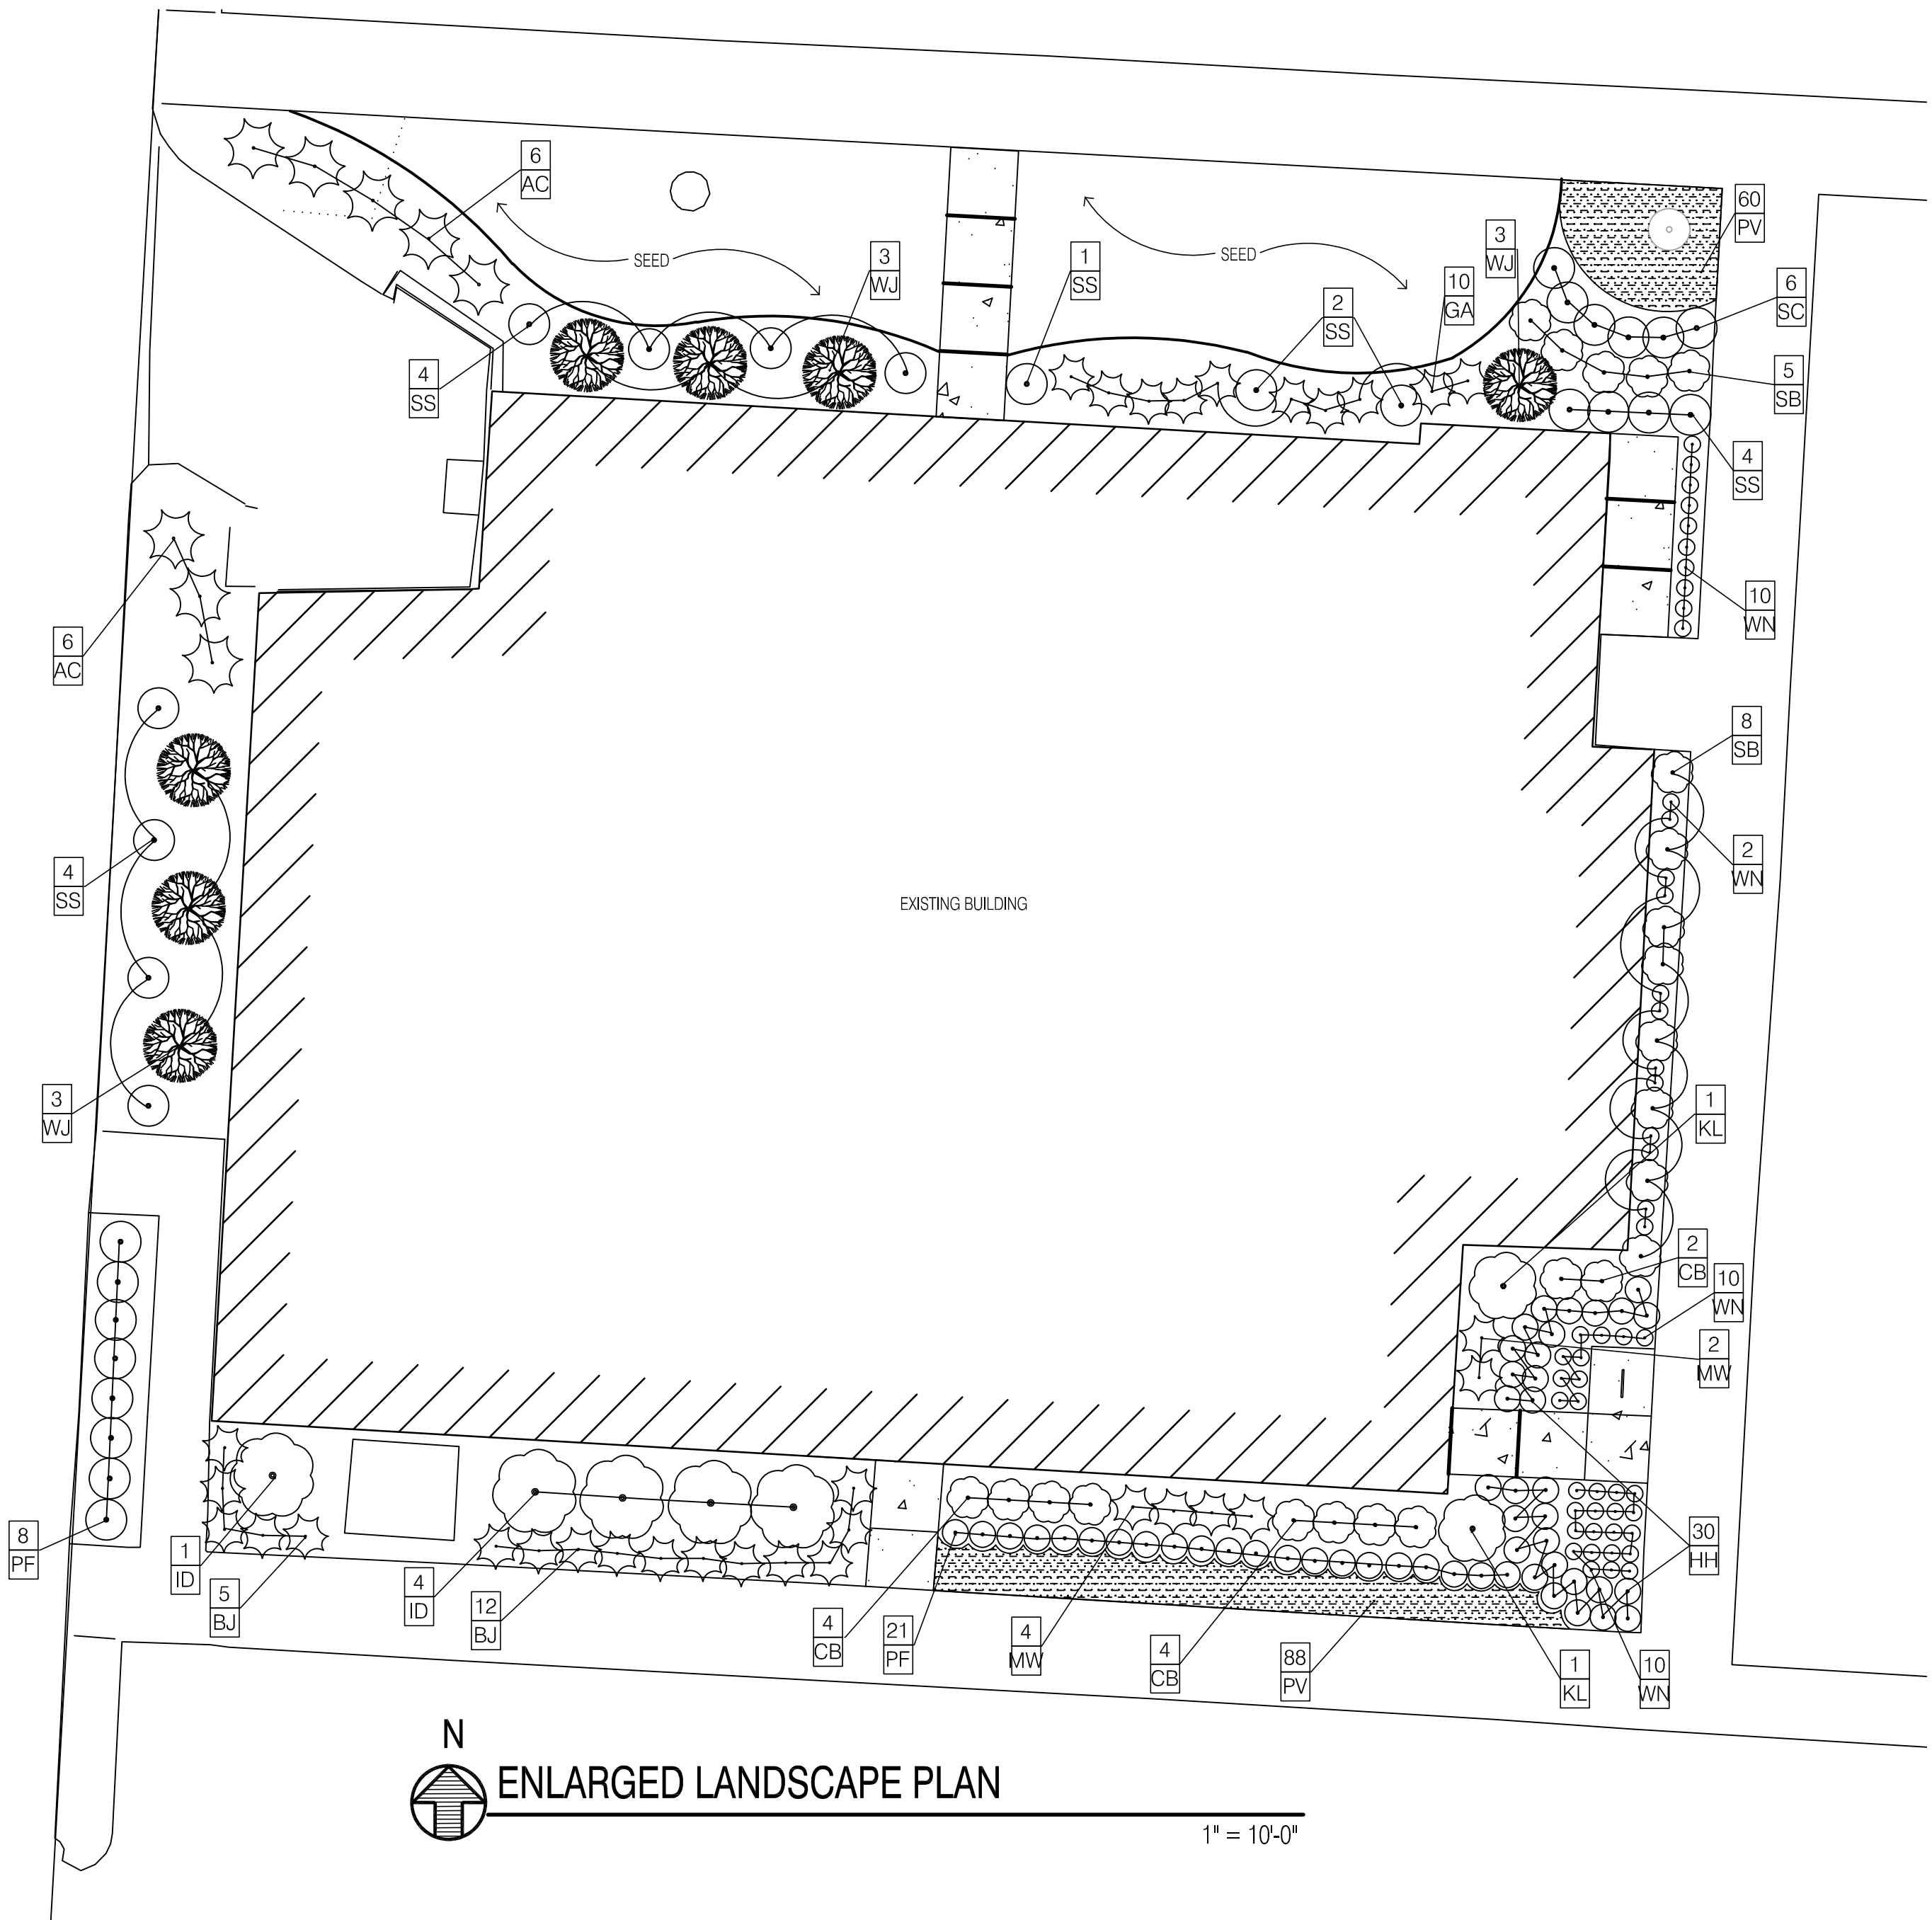 6
AC
60
PV
3
WJ
SEED
3
WJ
1
SS
SEED
10
GA
2
SS
6
SC
4
SS
5
SB
4
SS
10
WN
6
AC
8
SB
2
WN
4
SS
EXISTING BUILDING
3
WJ
1
KL
2
CB
10
WN
2
MW
8
PF
1
ID
5
BJ
4
ID
12
BJ
4
CB
21
PF
4
MW
4
CB
88
PV
30
HH
1
KL
10
WN
N
ENLARGED LANDSCAPE PLAN
1" = 10'-0"